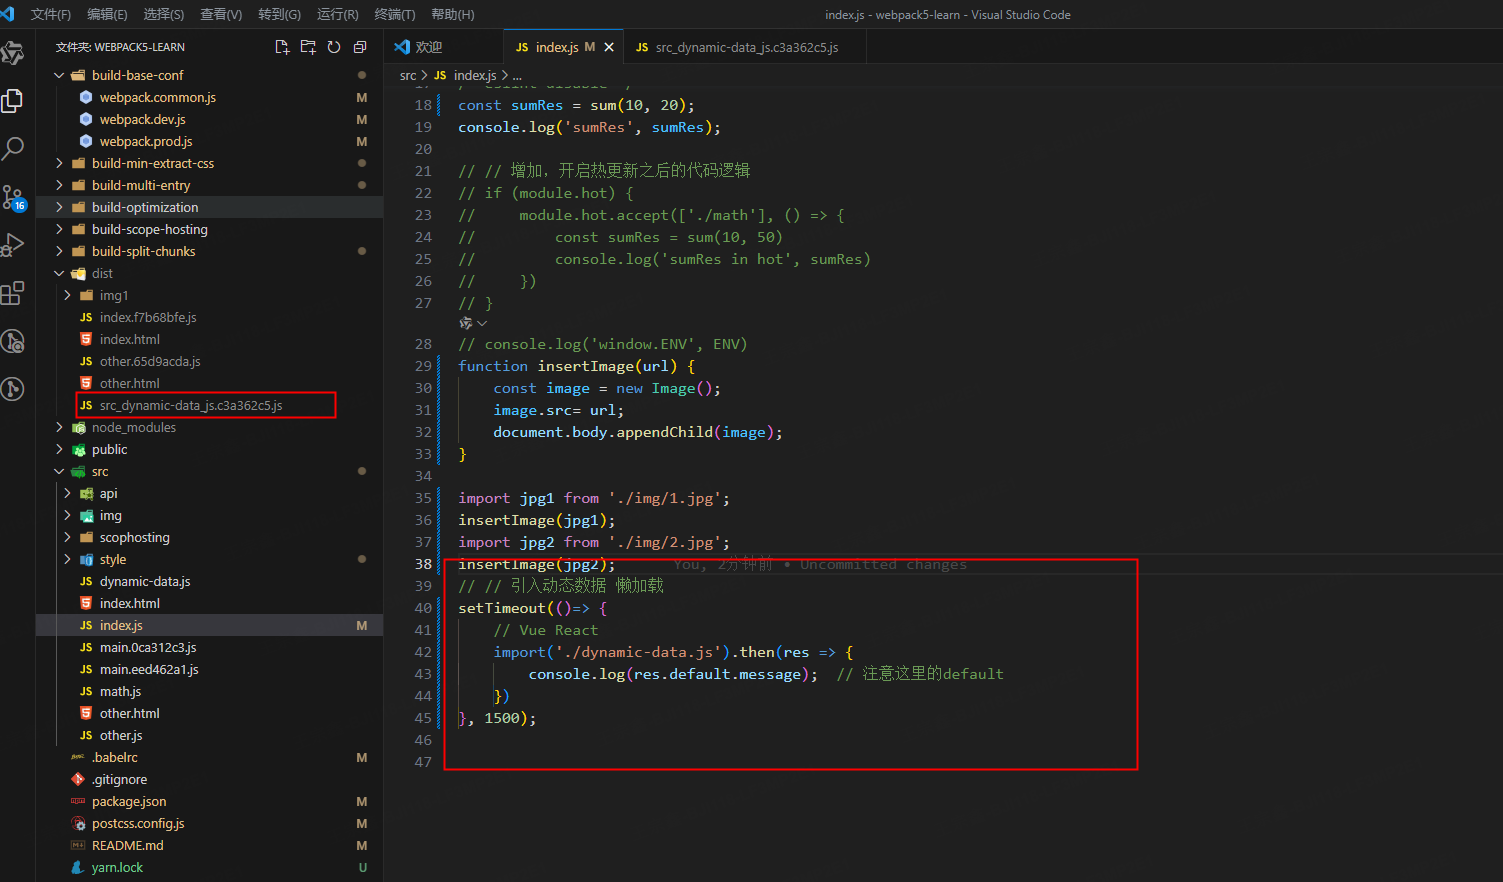 文件(F) 编辑(E) 选择(S) 查看(V) 转到(G) 运行(R) 终端(T) 帮助(H)
index.js - webpack5-learn - Visual Studio Code
文件夹: WEBPACK5-LEARN
build-base-conf
webpack.common.js M
webpack.dev.js M
webpack.prod.js M
build-min-extract-css
build-multi-entry
build-optimization
build-scope-hosting
build-split-chunks
dist
img1
JS index.f7b68bfe.js
index.html
JS other.65d9acda.js
other.html
JS src_dynamic-data_js.c3a362c5.js
node_modules
public
src
api
img
scophosting
style
JS dynamic-data.js
index.html
JS index.js M
JS main.0ca312c3.js
JS main.eed462a1.js
JS math.js
other.html
JS other.js
.babelrc M
.gitignore
package.json M
postcss.config.js M
README.md M
yarn.lock U
16
欢迎
JS index.js M
JS src_dynamic-data_js.c3a362c5.js
src > JS index.js > ...
18 const sumRes = sum(10, 20);
19 console.log('sumRes', sumRes);
20
21 // // 增加，开启热更新之后的代码逻辑
22 // if (module.hot) {
23 //     module.hot.accept(['./math'], () => {
24 //         const sumRes = sum(10, 50)
25 //         console.log('sumRes in hot', sumRes)
26 //     })
27 // }
28 // console.log('window.ENV', ENV)
29 function insertImage(url) {
30     const image = new Image();
31     image.src= url;
32     document.body.appendChild(image);
33 }
34
35 import jpg1 from './img/1.jpg';
36 insertImage(jpg1);
37 import jpg2 from './img/2.jpg';
38 insertImage(jpg2); You, 2分钟前 • Uncommitted changes
39 // // 引入动态数据 懒加载
40 setTimeout(()=> {
41     // Vue React
42     import('./dynamic-data.js').then(res => {
43         console.log(res.default.message);  // 注意这里的default
44     })
45 }, 1500);
46
47